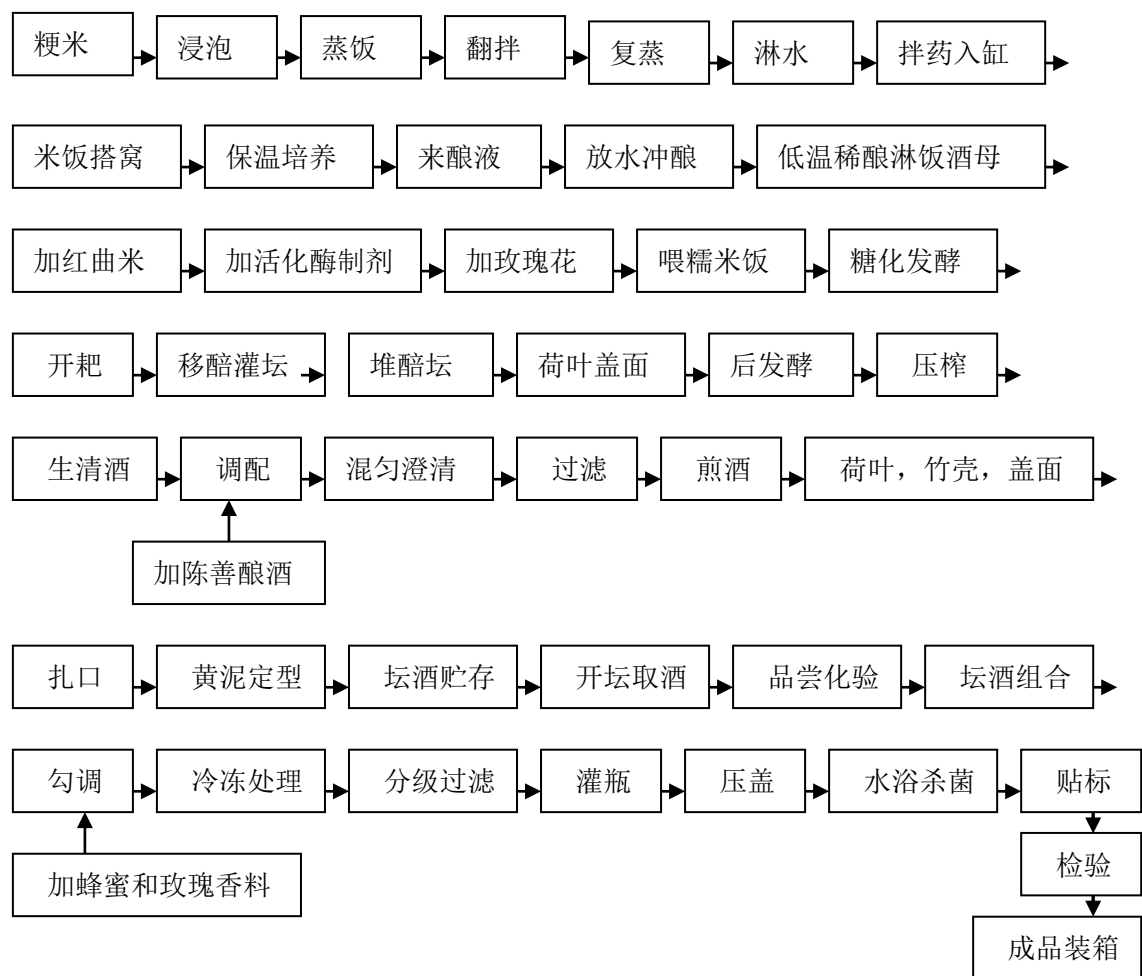 粳米 浸泡 蒸饭 翻拌 复蒸 淋水 拌药入缸
米饭搭窝 保温培养 来酿液 放水冲酿 低温稀酿淋饭酒母
加红曲米 加活化酶制剂 加玫瑰花 喂糯米饭 糖化发酵
开耙 移醅灌坛 堆醅坛 荷叶盖面 后发酵 压榨
生清酒 调配 混匀澄清 过滤 煎酒 荷叶，竹壳，盖面
加陈善酿酒
扎口 黄泥定型 坛酒贮存 开坛取酒 品尝化验 坛酒组合
勾调 冷冻处理 分级过滤 灌瓶 压盖 水浴杀菌 贴标
加蜂蜜和玫瑰香料 检验
成品装箱